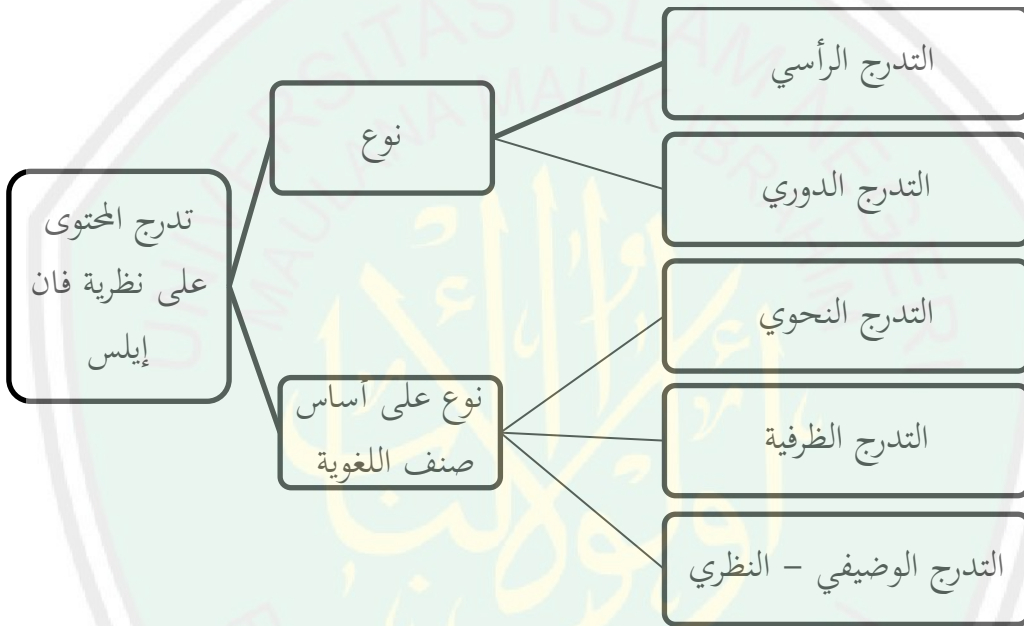 تدرج المحتوى
على نظرية فان
إيلس
نوع
التدرج الرأسي
التدرج الدوري
نوع على أساس
صنف اللغوية
التدرج النحوي
التدرج الظرفية
التدرج الوضيفي – النظري